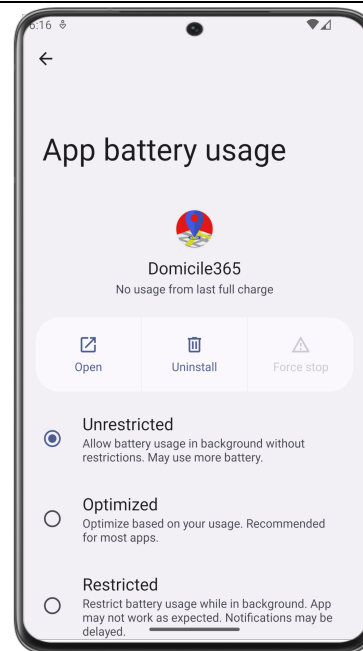 6:16
App battery usage
Domicile365
No usage from last full charge
Open
Uninstall
Force stop
Unrestricted
Allow battery usage in background without
restrictions. May use more battery.
Optimized
Optimize based on your usage. Recommended
for most apps.
Restricted
Restrict battery usage while in background. App
may not work as expected. Notifications may be
delayed.